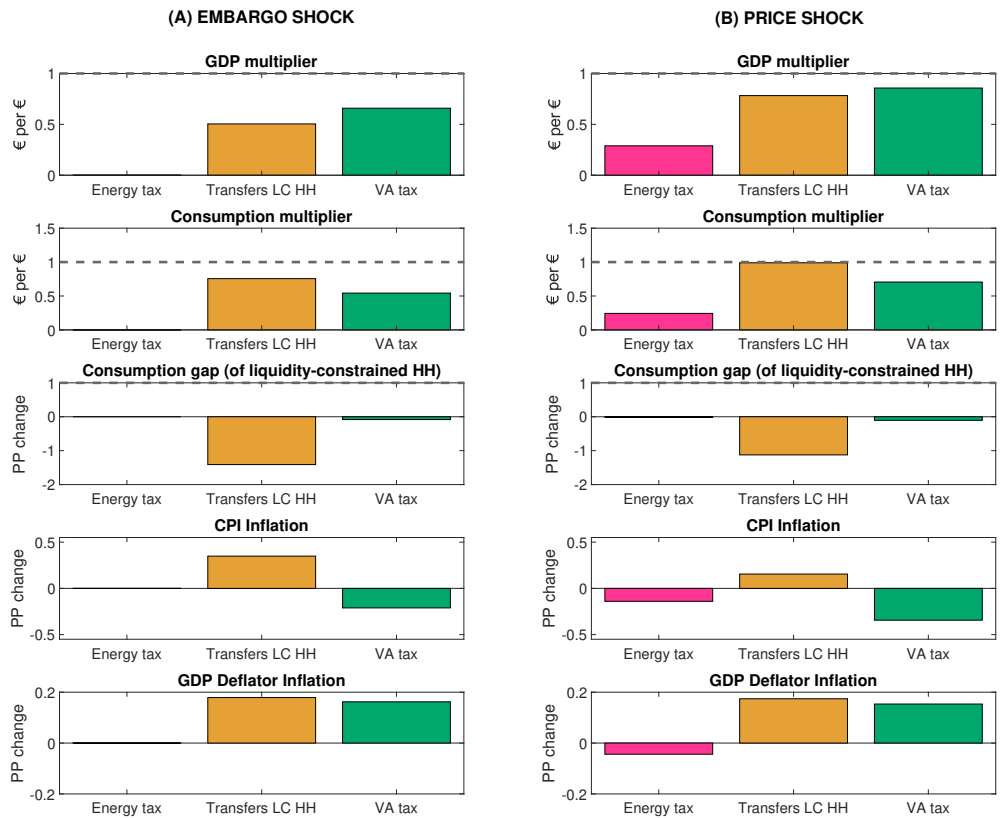 (A) EMBARGO SHOCK
GDP multiplier
1
0.5
0
€ per €
Energy tax Transfers LC HH VA tax
Consumption multiplier
1.5
1
0.5
0
€ per €
Energy tax Transfers LC HH VA tax
Consumption gap (of liquidity-constrained HH)
1
0
-1
-2
PP change
Energy tax Transfers LC HH VA tax
CPI Inflation
0.5
0
-0.5
PP change
Energy tax Transfers LC HH VA tax
GDP Deflator Inflation
0.2
0
-0.2
PP change
Energy tax Transfers LC HH VA tax
(B) PRICE SHOCK
GDP multiplier
1
0.5
0
€ per €
Energy tax Transfers LC HH VA tax
Consumption multiplier
1.5
1
0.5
0
€ per €
Energy tax Transfers LC HH VA tax
Consumption gap (of liquidity-constrained HH)
1
0
-1
-2
PP change
Energy tax Transfers LC HH VA tax
CPI Inflation
0.5
0
-0.5
PP change
Energy tax Transfers LC HH VA tax
GDP Deflator Inflation
0.2
0
-0.2
PP change
Energy tax Transfers LC HH VA tax